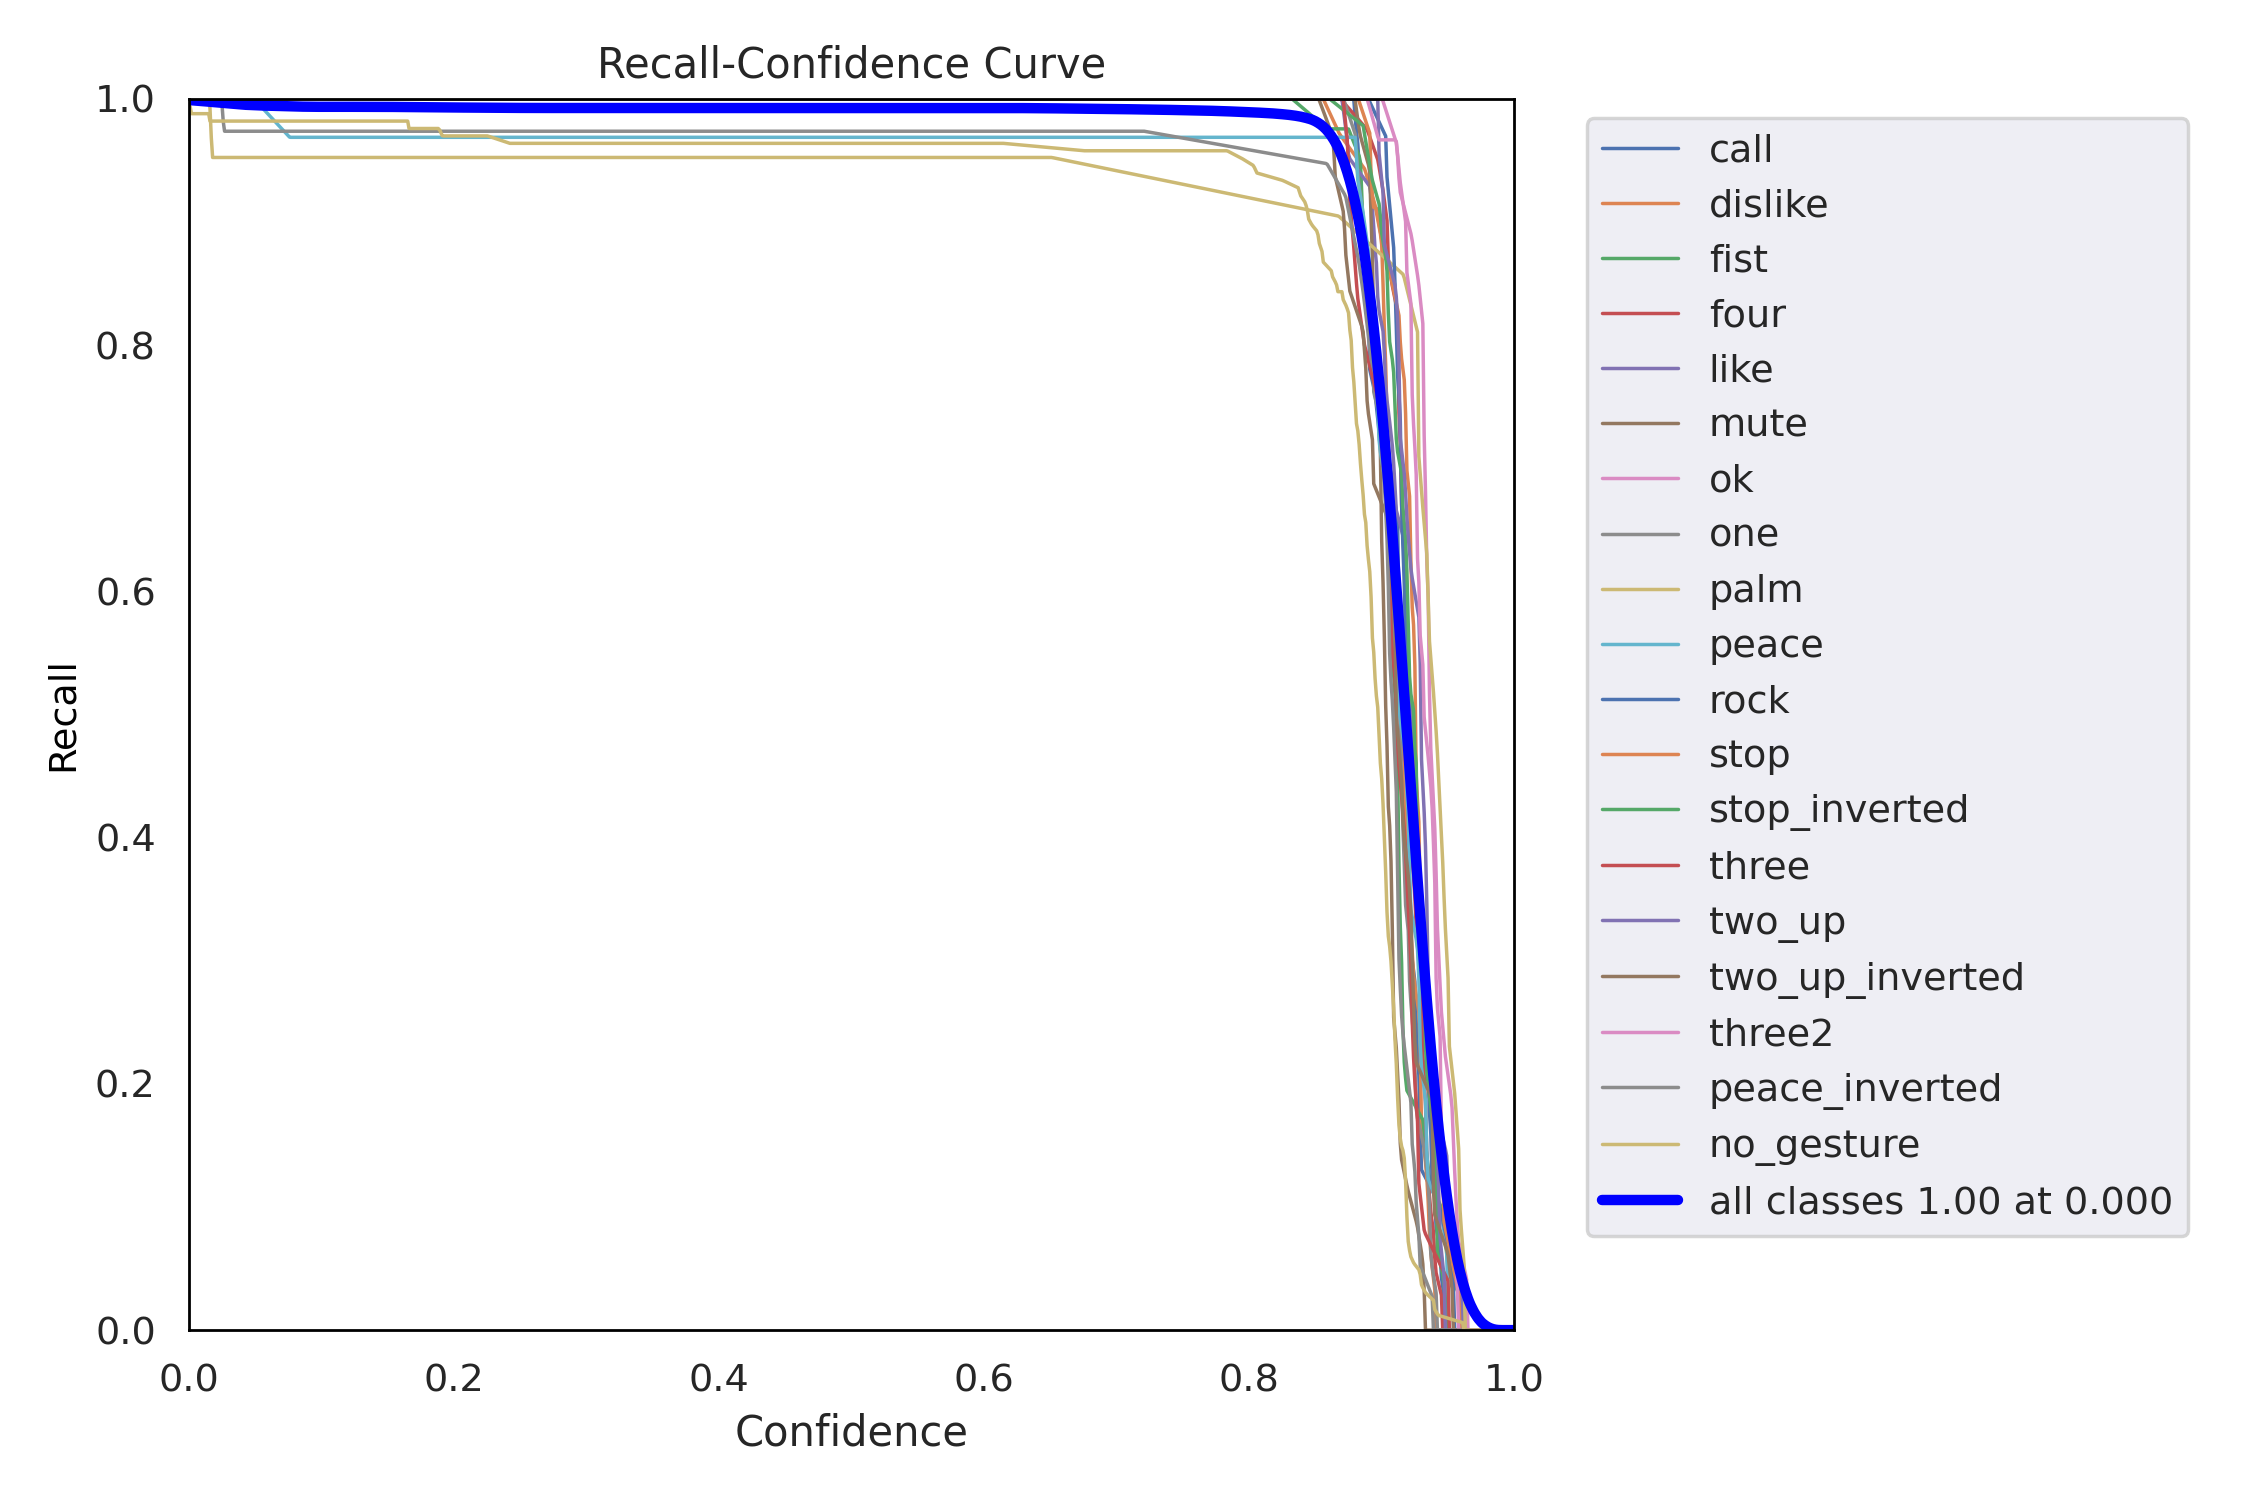 Recall-Confidence Curve
1.0
0.8
0.6
0.4
0.2
0.0
Recall
0.0 0.2 0.4 0.6 0.8 1.0
Confidence
call
dislike
fist
four
like
mute
ok
one
palm
peace
rock
stop
stop_inverted
three
two_up
two_up_inverted
three2
peace_inverted
no_gesture
all classes 1.00 at 0.000